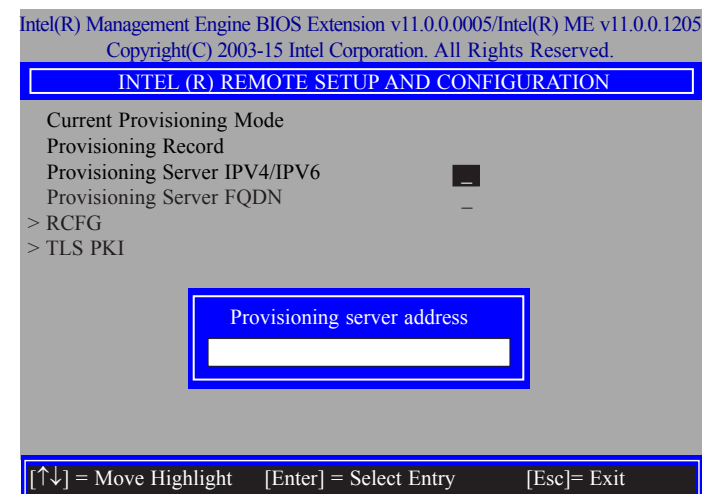 Intel(R) Management Engine BIOS Extension v11.0.0.0005/Intel(R) ME v11.0.0.1205
Copyright(C) 2003-15 Intel Corporation. All Rights Reserved.
INTEL (R) REMOTE SETUP AND CONFIGURATION
Current Provisioning Mode
Provisioning Record
Provisioning Server IPV4/IPV6 _
Provisioning Server FQDN _
> RCFG
> TLS PKI
Provisioning server address
[↑↓] = Move Highlight [Enter] = Select Entry [Esc]= Exit